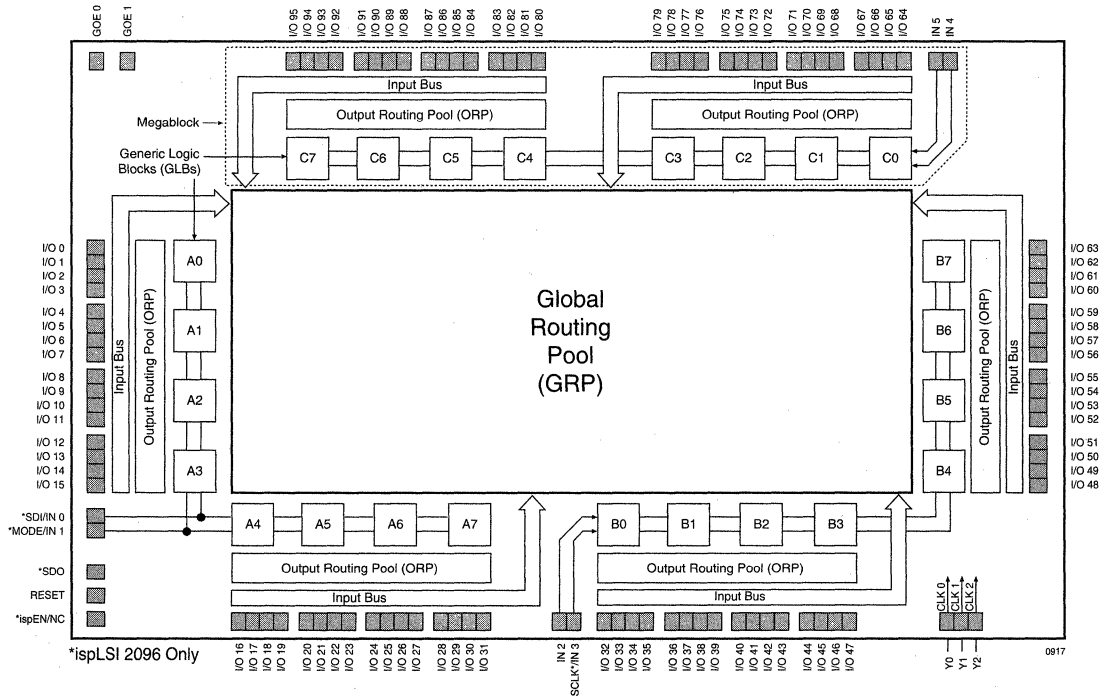 GOE 0
GOE 1
I/O 95
I/O 94
I/O 93
I/O 92
I/O 91
I/O 90
I/O 89
I/O 88
I/O 87
I/O 86
I/O 85
I/O 84
I/O 83
I/O 82
I/O 81
I/O 80
I/O 79
I/O 78
I/O 77
I/O 76
I/O 75
I/O 74
I/O 73
I/O 72
I/O 71
I/O 70
I/O 69
I/O 68
I/O 67
I/O 66
I/O 65
I/O 64
IN 5
IN 4
Input Bus
Input Bus
Output Routing Pool (ORP)
Output Routing Pool (ORP)
Megablock
Generic Logic
Blocks (GLBs)
C7
C6
C5
C4
C3
C2
C1
C0
I/O 0
I/O 1
I/O 2
I/O 3
I/O 4
I/O 5
I/O 6
I/O 7
I/O 8
I/O 9
I/O 10
I/O 11
I/O 12
I/O 13
I/O 14
I/O 15
Input Bus
Output Routing Pool (ORP)
A0
A1
A2
A3
Global
Routing
Pool
(GRP)
B7
B6
B5
B4
Output Routing Pool (ORP)
Input Bus
I/O 63
I/O 62
I/O 61
I/O 60
I/O 59
I/O 58
I/O 57
I/O 56
I/O 55
I/O 54
I/O 53
I/O 52
I/O 51
I/O 50
I/O 49
I/O 48
*SDI/IN 0
*MODE/IN 1
A4
A5
A6
A7
B0
B1
B2
B3
*SDO
RESET
*ispEN/NC
Output Routing Pool (ORP)
Output Routing Pool (ORP)
Input Bus
Input Bus
CLK 0
CLK 1
CLK 2
I/O 16
I/O 17
I/O 18
I/O 19
I/O 20
I/O 21
I/O 22
I/O 23
I/O 24
I/O 25
I/O 26
I/O 27
I/O 28
I/O 29
I/O 30
I/O 31
IN 2
SCLK*/IN 3
I/O 32
I/O 33
I/O 34
I/O 35
I/O 36
I/O 37
I/O 38
I/O 39
I/O 40
I/O 41
I/O 42
I/O 43
I/O 44
I/O 45
I/O 46
I/O 47
Y0
Y1
Y2
*ispLSI 2096 Only
0917